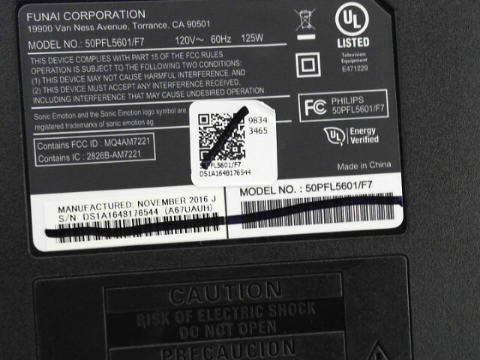 FUNAI CORPORATION
19900 Van Ness Avenue, Torrance, CA 90501
MODEL NO.: 50PFL5601/F7 120V~ 60Hz 125W
THIS DEVICE COMPLIES WITH PART 15 OF THE FCC RULES
OPERATION IS SUBJECT TO THE FOLLOWING TWO CONDITIONS:
(1) THIS DEVICE MAY NOT CAUSE HARMFUL INTERFERENCE, AND
(2) THIS DEVICE MUST ACCEPT ANY INTERFERENCE RECEIVED,
INCLUDING INTERFERENCE THAT MAY CAUSE UNDESIRED OPERATION
UL
LISTED
Television
Equipment
E471229
Sonic Emotion and the Sonic Emotion logo symbol are
registered trademarks of sonic emotion ag
Contains FCC ID : MQ4AM7221
Contains IC : 2826B-AM7221
9834
3465
/F7
DS1A1648176544
FC PHILIPS
50PFL5601/F7
UL Energy
Verified
Made in China
MANUFACTURED: NOVEMBER 2016 J
S/N DS1A1648176544 (A67UAUH)
MODEL NO. : 50PFL5601/F7
CAUTION
RISK OF ELECTRIC SHOCK
DO NOT OPEN
PRECAUCION